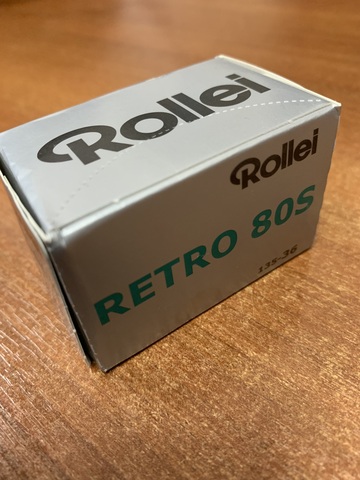 Rollei
Rollei
RETRO 80S
135-36